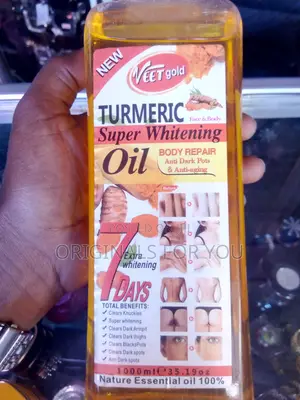 NEW
VEET gold
TURMERIC
Face & Body
Super Whitening
Oil
BODY REPAIR
Anti Dark Pots
& Anti-aging
ORIGINALS FOR YOU
7
Extra
whitening
DAYS
TOTAL BENEFITS:
Clears Knuckles
Super whitening
Clears Dark Armpit
Clears Dark thighs
Clears BlackPots
Clears Dark spots
Anti Dark-spots
1000ml*35.19oz
Nature Essential oil 100%